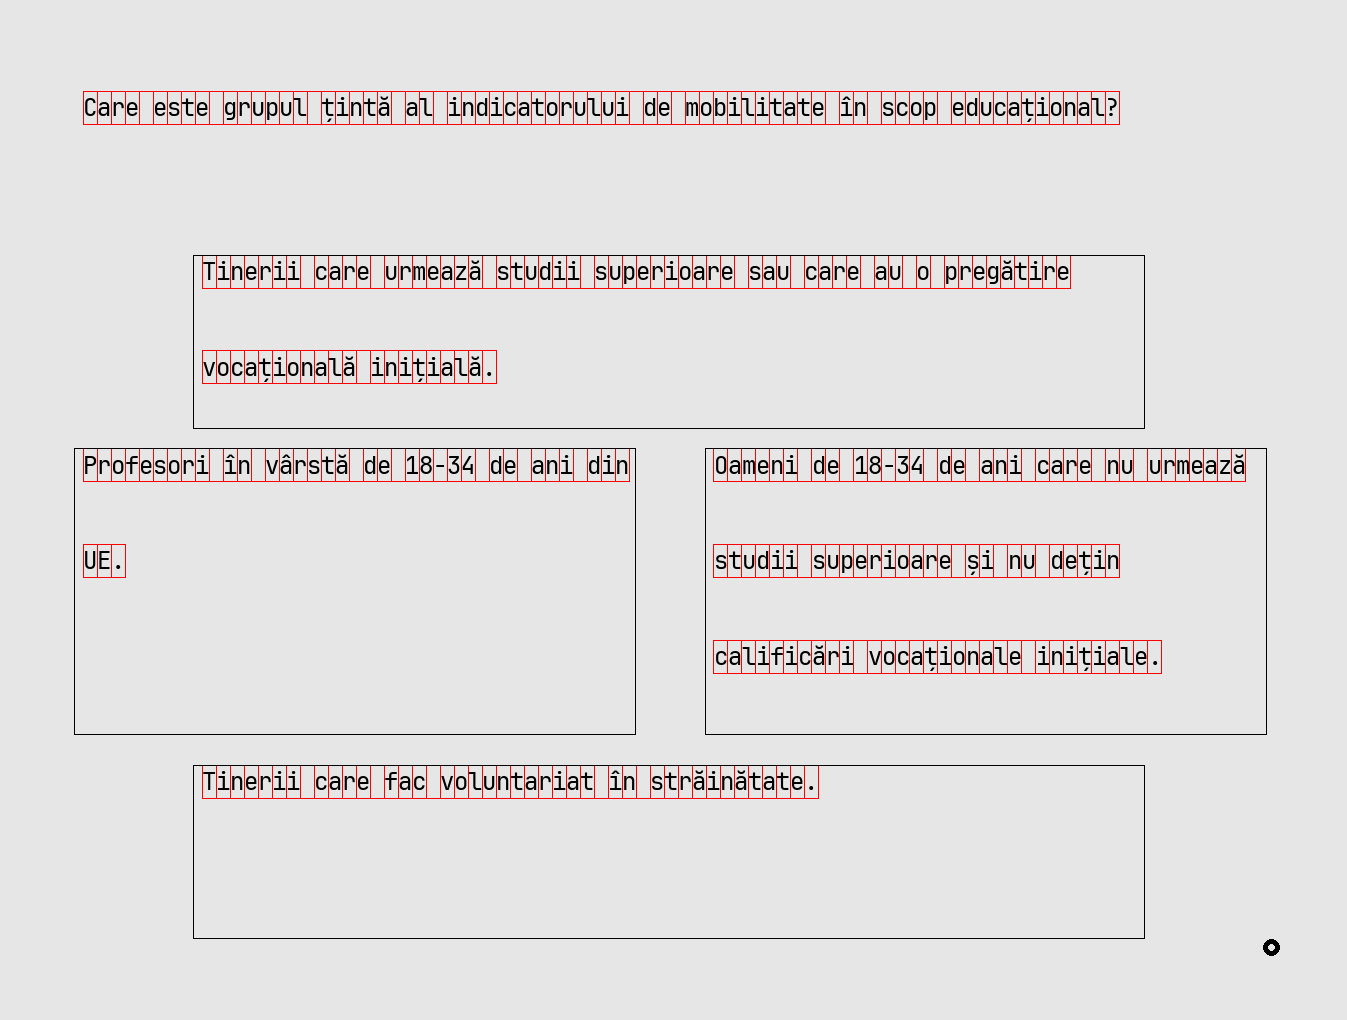 Care este grupul țintă al indicatorului de mobilitate în scop educațional?
Tinerii care urmează studii superioare sau care au o pregătire
vocațională inițială.
Profesori în vârstă de 18-34 de ani din
UE.
Oameni de 18-34 de ani care nu urmează
studii superioare și nu dețin
calificări vocaționale inițiale.
Tinerii care fac voluntariat în străinătate.